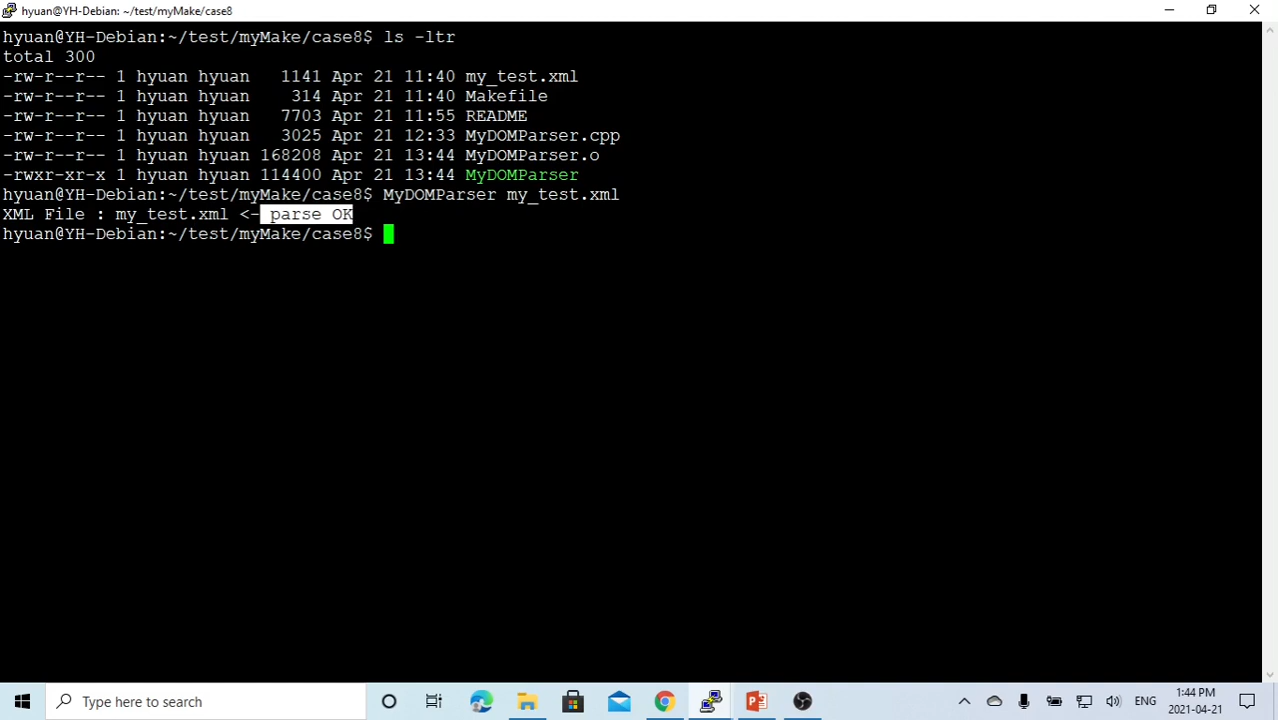 hyuan@YH-Debian: ~/test/myMake/case8
hyuan@YH-Debian:~/test/myMake/case8$ ls -ltr
total 300
-rw-r--r-- 1 hyuan hyuan   1141 Apr 21 11:40 my_test.xml
-rw-r--r-- 1 hyuan hyuan    314 Apr 21 11:40 Makefile
-rw-r--r-- 1 hyuan hyuan   7703 Apr 21 11:55 README
-rw-r--r-- 1 hyuan hyuan   3025 Apr 21 12:33 MyDOMParser.cpp
-rw-r--r-- 1 hyuan hyuan 168208 Apr 21 13:44 MyDOMParser.o
-rwxr-xr-x 1 hyuan hyuan 114400 Apr 21 13:44 MyDOMParser
hyuan@YH-Debian:~/test/myMake/case8$ MyDOMParser my_test.xml
XML File : my_test.xml <- parse OK
hyuan@YH-Debian:~/test/myMake/case8$
Type here to search
ENG
1:44 PM
2021-04-21